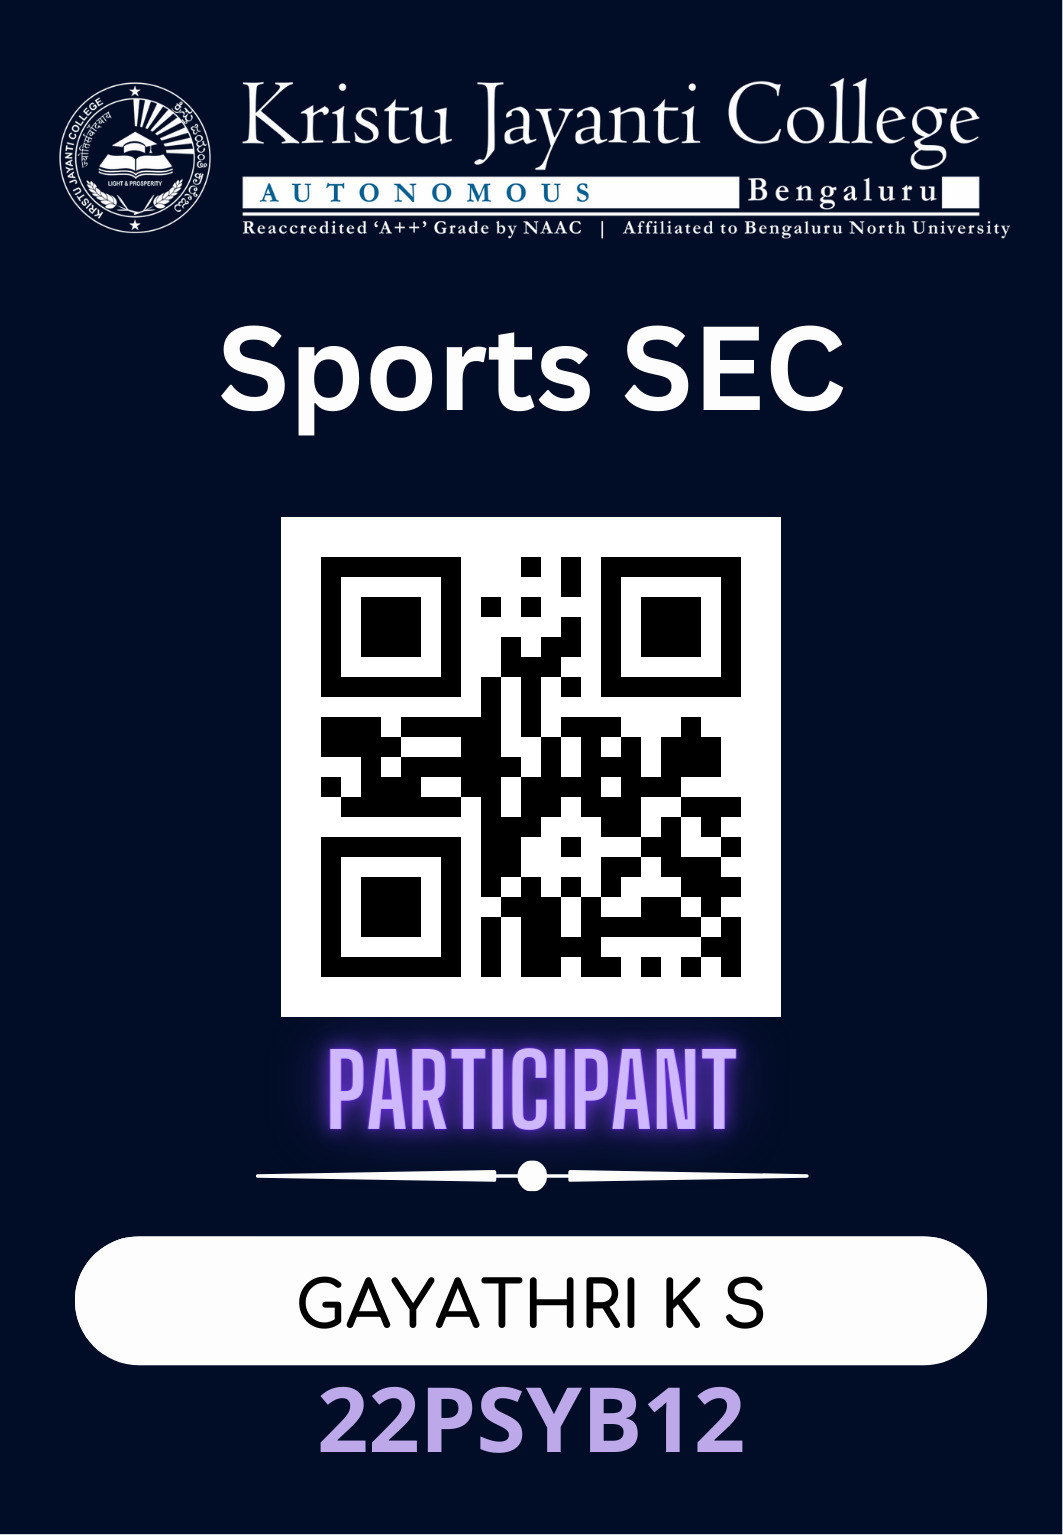 KRISTU JAYANTI COLLEGE
ಕ್ರಿಸ್ತು ಜಯಂತಿ ಕಾಲೇಜು
LIGHT & PROSPERITY
Kristu Jayanti College
AUTONOMOUS Bengaluru
Reaccredited ‘A++’ Grade by NAAC | Affiliated to Bengaluru North University
Sports SEC
PARTICIPANT
GAYATHRI K S
22PSYB12